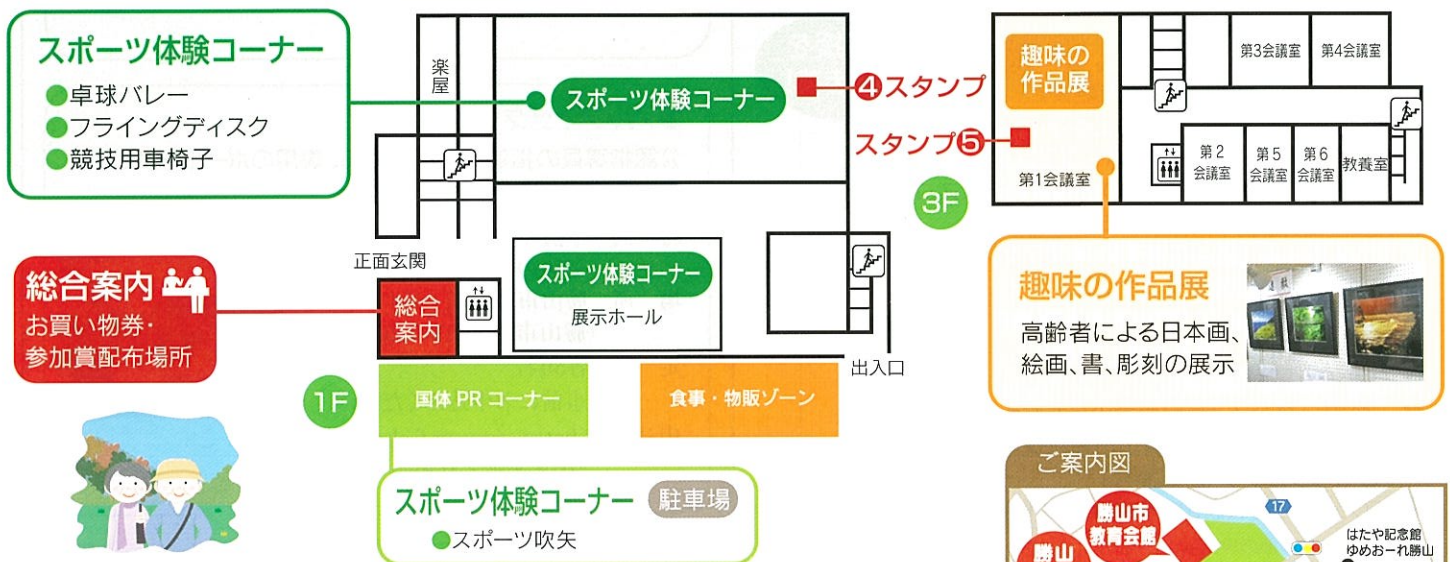 スポーツ体験コーナー
●卓球バレー
●フライングディスク
●競技用車椅子
楽屋
スポーツ体験コーナー
❹スタンプ
スタンプ❺
趣味の
作品展
第1会議室
第3会議室
第4会議室
第2
会議室
第5
会議室
第6
会議室
教養室
3F
正面玄関
総合案内
お買い物券・
参加賞配布場所
総合
案内
スポーツ体験コーナー
展示ホール
出入口
1F
国体 PR コーナー
食事・物販ゾーン
スポーツ体験コーナー 駐車場
●スポーツ吹矢
趣味の作品展
高齢者による日本画、
絵画、書、彫刻の展示
ご案内図
勝山市
教育会館
勝山
17
はたや記念館
ゆめおーれ勝山